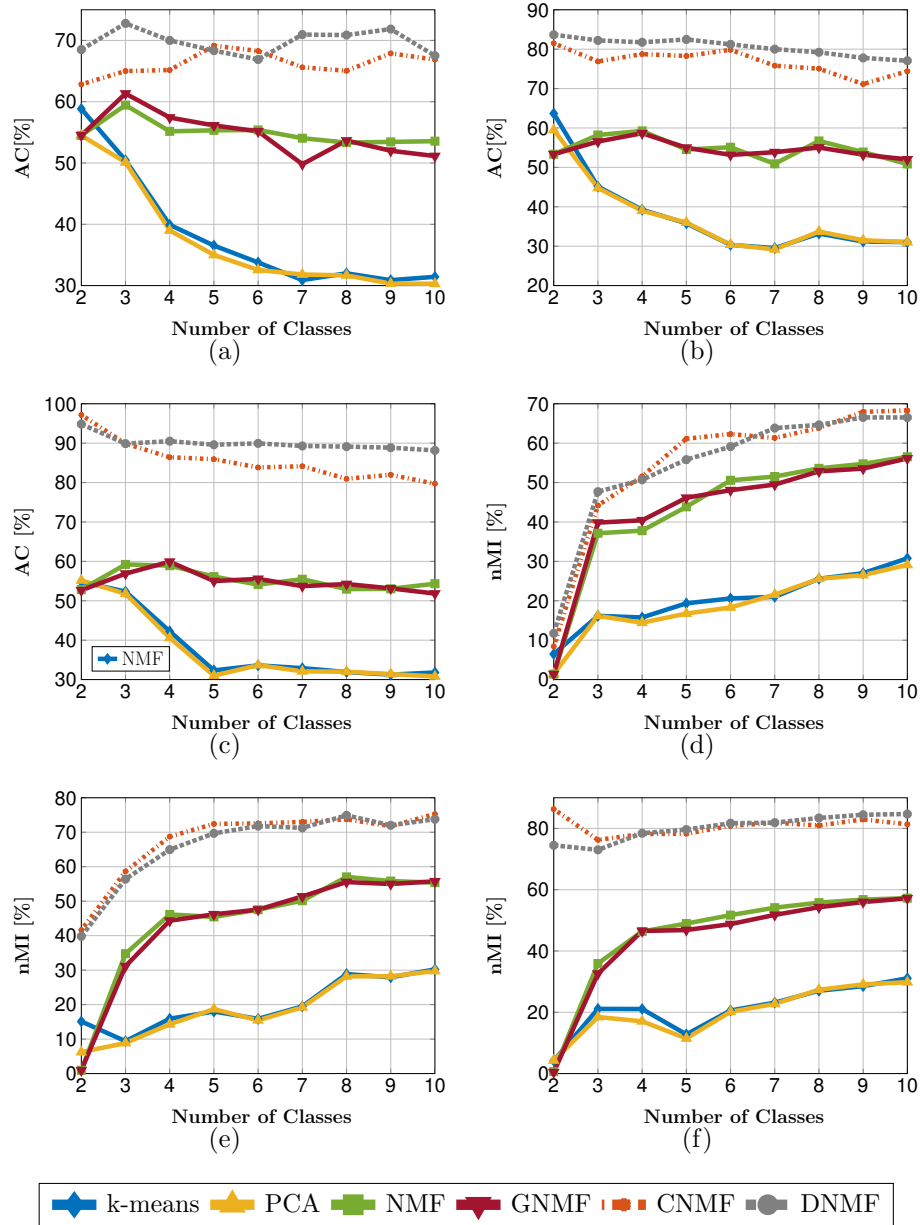 AC[%]
70
60
50
40
30
2 3 4 5 6 7 8 9 10
Number of Classes
(a)
AC[%]
90
80
70
60
50
40
30
20
2 3 4 5 6 7 8 9 10
Number of Classes
(b)
AC [%]
100
90
80
70
60
50
40
30
NMF
2 3 4 5 6 7 8 9 10
Number of Classes
(c)
nMI [%]
70
60
50
40
30
20
10
0
2 3 4 5 6 7 8 9 10
Number of Classes
(d)
nMI [%]
80
70
60
50
40
30
20
10
0
2 3 4 5 6 7 8 9 10
Number of Classes
(e)
nMI [%]
80
60
40
20
0
2 3 4 5 6 7 8 9 10
Number of Classes
(f)
k-means PCA NMF GNMF CNMF DNMF